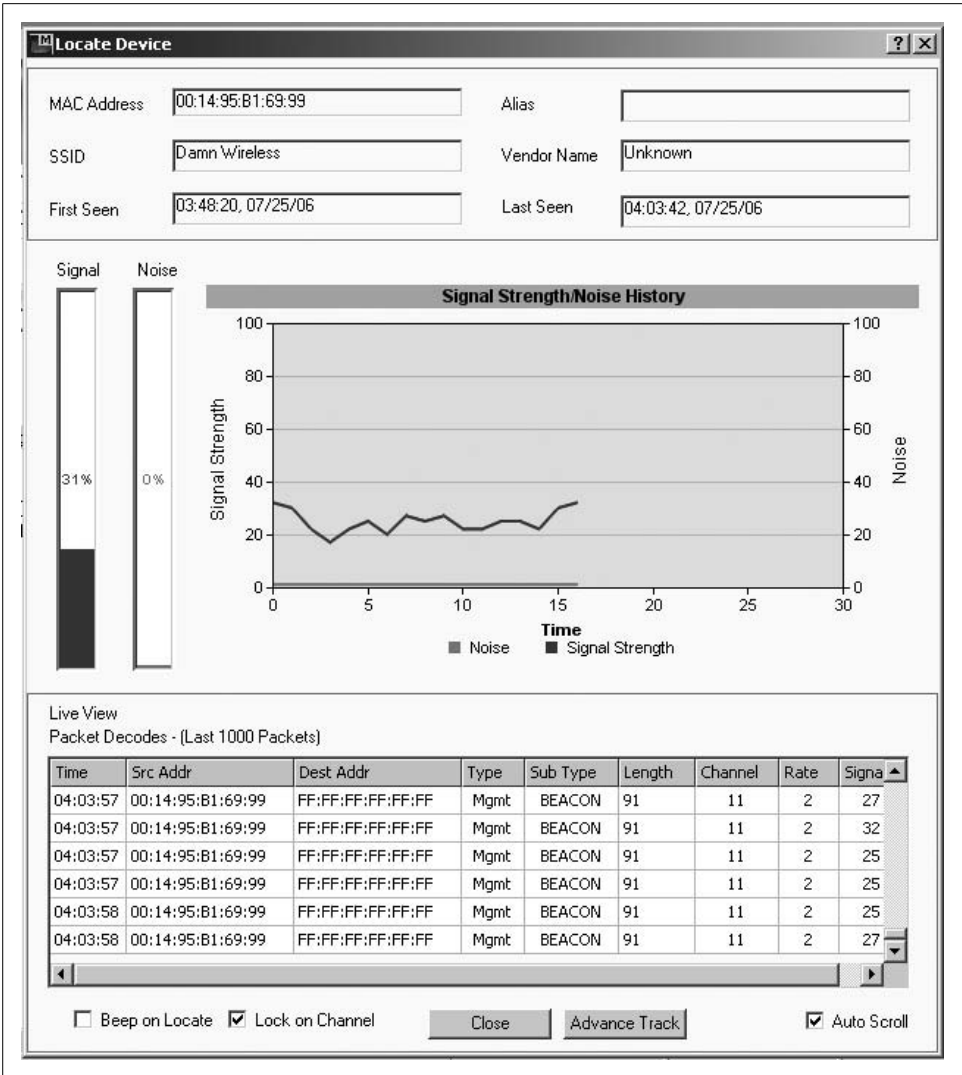 Locate Device
MAC Address 00:14:95:B1:69:99 Alias
SSID Damn Wireless Vendor Name Unknown
First Seen 03:48:20, 07/25/06 Last Seen 04:03:42, 07/25/06
Signal Noise
31% 0%
Signal Strength/Noise History
Signal Strength
100 80 60 40 20 0
0 5 10 15 20 25 30
100 80 60 40 20 0
Noise
Time
Noise Signal Strength
Live View
Packet Decodes - (Last 1000 Packets)
Time Src Addr Dest Addr Type Sub Type Length Channel Rate Signa
04:03:57 00:14:95:B1:69:99 FF:FF:FF:FF:FF:FF Mgmt BEACON 91 11 2 27
04:03:57 00:14:95:B1:69:99 FF:FF:FF:FF:FF:FF Mgmt BEACON 91 11 2 32
04:03:57 00:14:95:B1:69:99 FF:FF:FF:FF:FF:FF Mgmt BEACON 91 11 2 25
04:03:57 00:14:95:B1:69:99 FF:FF:FF:FF:FF:FF Mgmt BEACON 91 11 2 25
04:03:58 00:14:95:B1:69:99 FF:FF:FF:FF:FF:FF Mgmt BEACON 91 11 2 25
04:03:58 00:14:95:B1:69:99 FF:FF:FF:FF:FF:FF Mgmt BEACON 91 11 2 27
Beep on Locate Lock on Channel Close Advance Track Auto Scroll